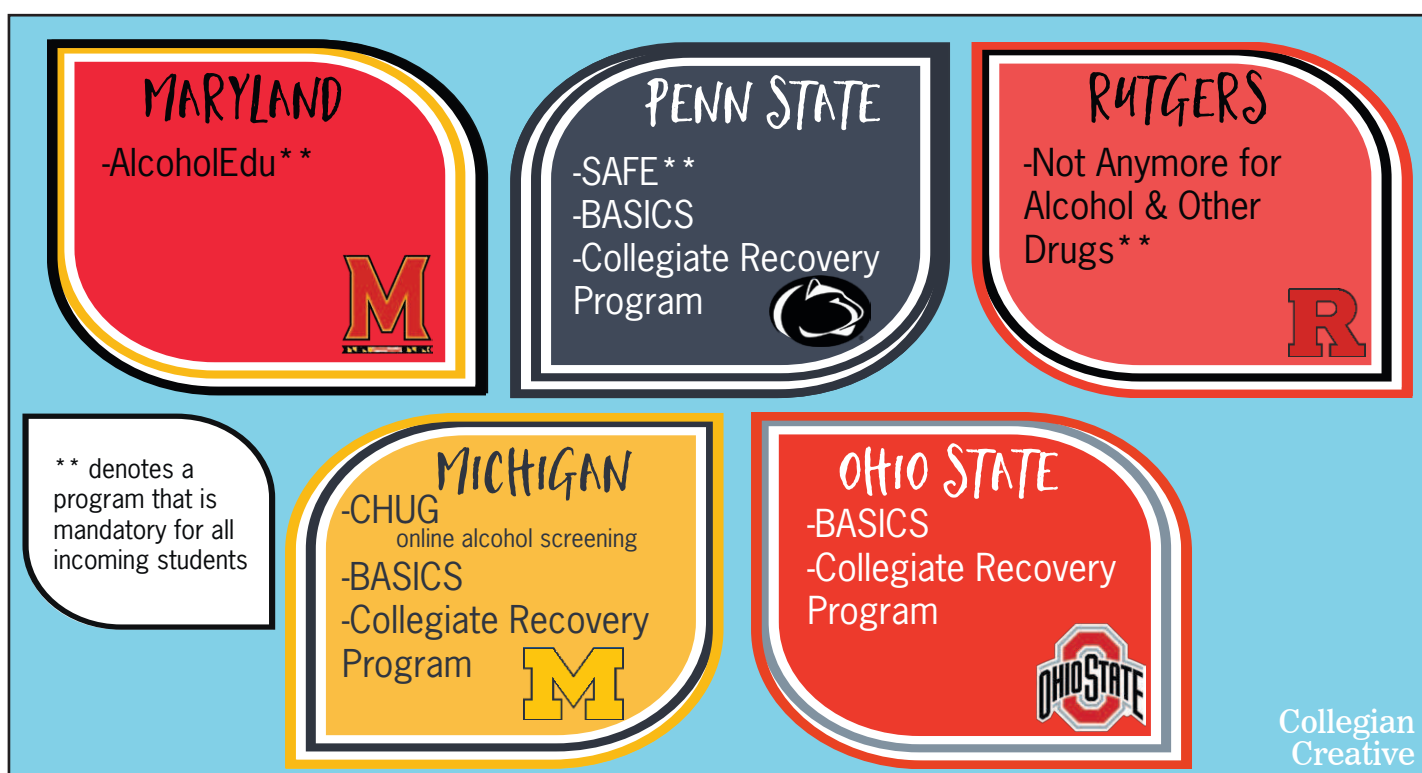 MARYLAND
-AlcoholEdu**
M
PENN STATE
-SAFE**
-BASICS
-Collegiate Recovery
Program
RUTGERS
-Not Anymore for
Alcohol & Other
Drugs**
R
** denotes a
program that is
mandatory for all
incoming students
MICHIGAN
-CHUG
online alcohol screening
-BASICS
-Collegiate Recovery
Program
M
OHIO STATE
-BASICS
-Collegiate Recovery
Program
OHIO STATE
Collegian
Creative